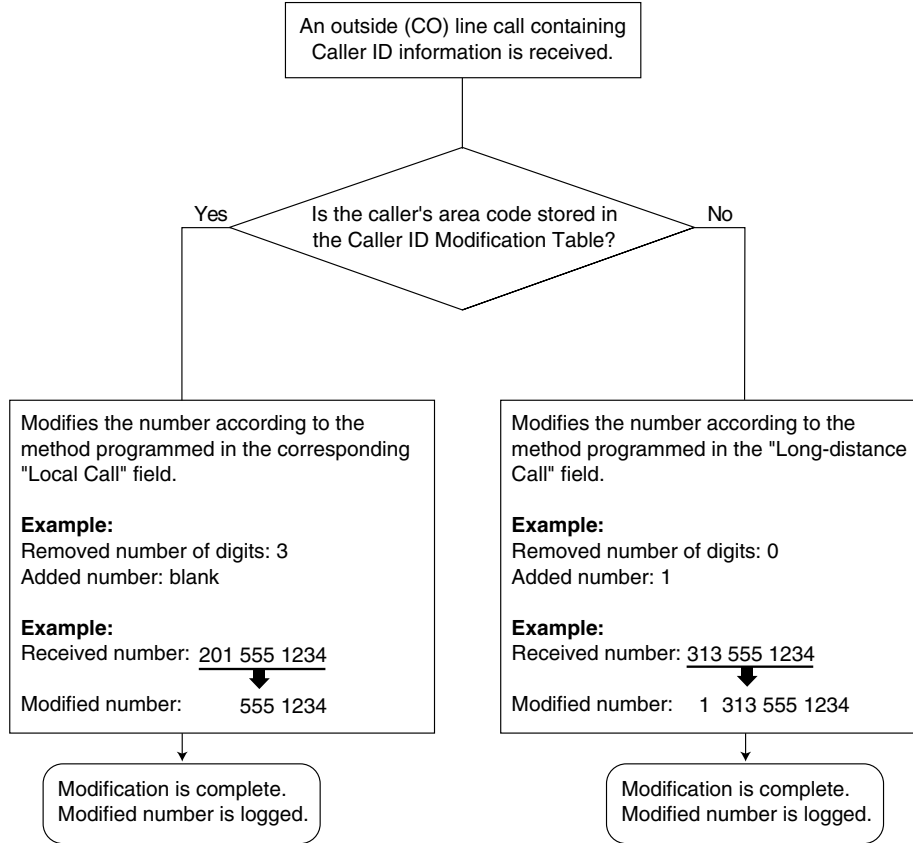 An outside (CO) line call containing
Caller ID information is received.
Is the caller's area code stored in
the Caller ID Modification Table?
Yes
No
Modifies the number according to the
method programmed in the corresponding
"Local Call" field.
Example:
Removed number of digits: 3
Added number: blank
Example:
Received number: 201 555 1234
Modified number: 555 1234
Modification is complete.
Modified number is logged.
Modifies the number according to the
method programmed in the "Long-distance
Call" field.
Example:
Removed number of digits: 0
Added number: 1
Example:
Received number: 313 555 1234
Modified number: 1 313 555 1234
Modification is complete.
Modified number is logged.